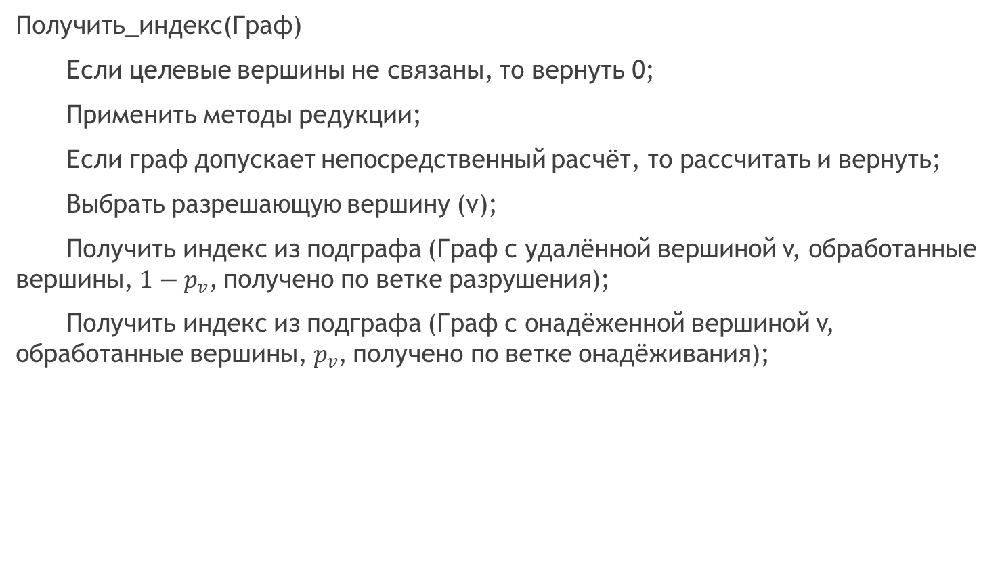 Получить_индекс(Граф)
Если целевые вершины не связаны, то вернуть 0;
Применить методы редукции;
Если граф допускает непосредственный расчёт, то рассчитать и вернуть;
Выбрать разрешающую вершину (v);
Получить индекс из подграфа (Граф с удалённой вершиной v, обработанные
вершины, 1 − 𝑝ᵥ, получено по ветке разрушения);
Получить индекс из подграфа (Граф с онадёженной вершиной v,
обработанные вершины, 𝑝ᵥ, получено по ветке онадёживания);